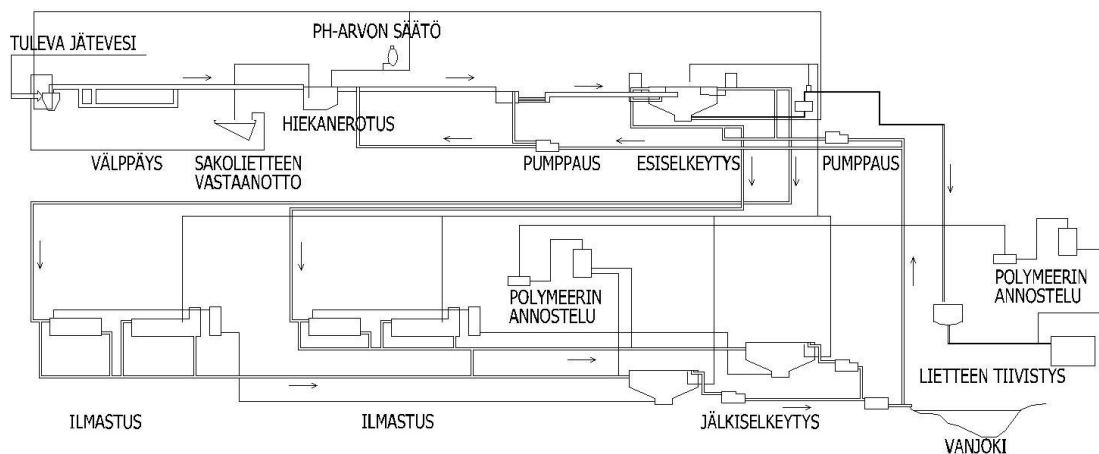 PH-ARVON SÄÄTÖ
TULEVA JÄTEVESI
HIEKANEROTUS
VÄLPPÄYS
SAKOLIETTEEN
VASTAANOTTO
PUMPPAUS
ESISELKEYTYS
PUMPPAUS
POLYMEERIN
ANNOSTELU
POLYMEERIN
ANNOSTELU
LIETTEEN TIIVISTYS
ILMASTUS
ILMASTUS
JÄLKISELKEYTYS
VANJOKI